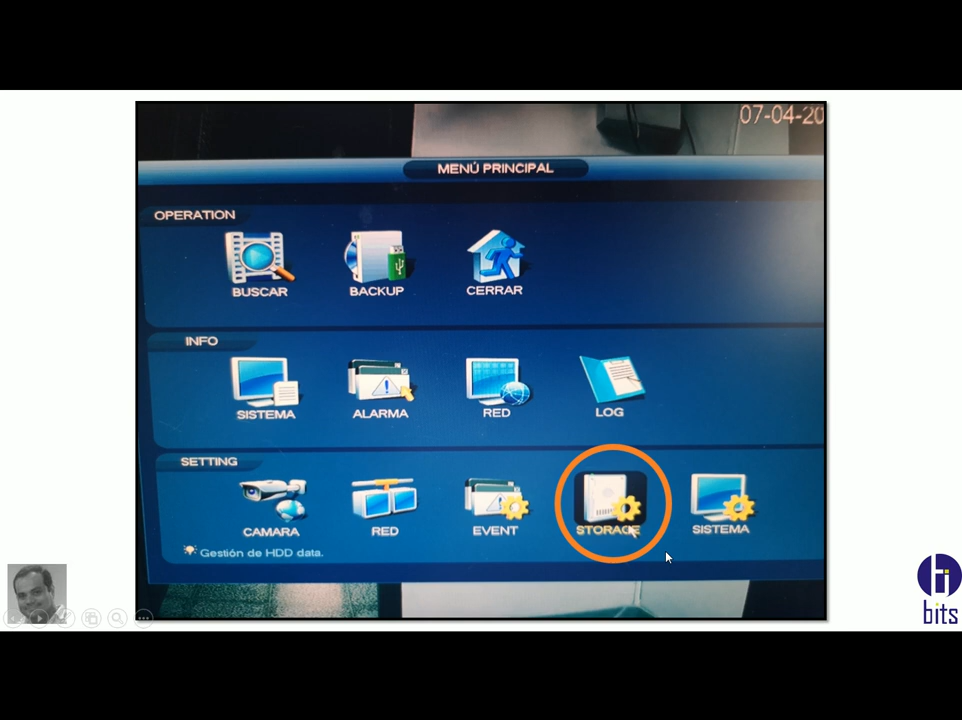 07-04-20
MENÚ PRINCIPAL
OPERATION
BUSCAR
BACKUP
CERRAR
INFO
SISTEMA
ALARMA
RED
LOG
SETTING
CAMARA
RED
EVENT
STORAGE
SISTEMA
Gestión de HDD data.
hi
bits